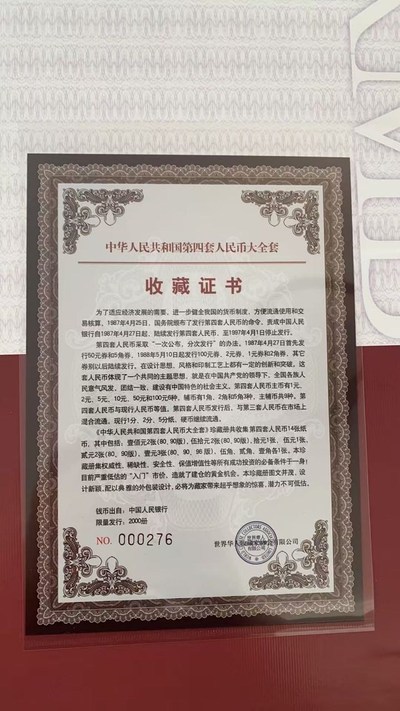 中华人民共和国第四套人民币大全套
收藏证书
为了适应经济发展的需要，进一步健全我国的货币制度，方便流通使用和交
易核算，1987年4月25日，国务院颁布了发行第四套人民币的命令，责成中国人民
银行自1987年4月27日起，陆续发行第四套人民币，至1997年4月1日停止发行。
第四套人民币采取“一次公布，分次发行”的办法。1987年4月27日首先发
行50元券和5角券，1988年5月10日起发行100元券、2元券、1元券和2角券，其它
券别以后陆续发行。在设计思想、风格和印制工艺上都有一定的创新和突破。这
套人民币体现了一个共同的主题思想，就是在中国共产党的领导下，全国各族人
民意气风发，团结一致，建设有中国特色的社会主义。第四套人民币主币有1元、
2元、5元、10元、50元和100元6种，辅币有1角、2角和5角3种，主辅币共9种。第
四套人民币与现行人民币等值。第四套人民币发行后，与第三套人民币在市场上
混合流通。现行1分、2分、5分纸、硬币继续流通。
《中华人民共和国第四套人民币大全套》珍藏册共收集第四套人民币14张纸
币，其中包括：壹佰元2张(80、90版)、伍拾元2张(80、90版)、拾元1张、伍元1张、
贰元2张(80、90版)、壹元3张(80、90、96版)、伍角、贰角、壹角各1张。本珍
藏册集权威性、稀缺性、安全性、保值增值性等所有成功投资的必备条件于一身；
目前严重低估的“入门”市价，造就了建仓的黄金机会。本珍藏册图文并茂，设
计新颖，配以典雅的外包装设计，必将为藏家带来超乎想象的惊喜，潜力不可低估。
钱币出自：中国人民银行
限量发行：2000册
NO. 000276
世界华人
有限公司